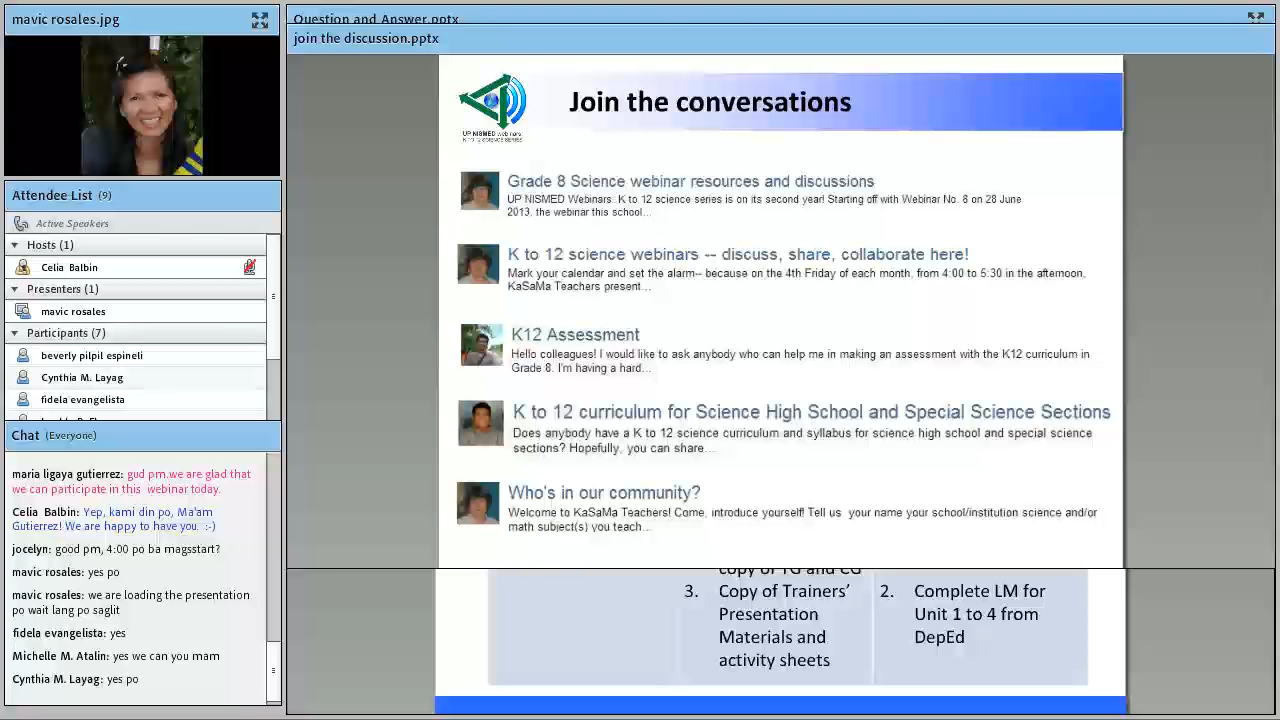 mavic rosales.jpg
Attendee List (9)
Active Speakers
Hosts (1)
Celia Balbin
Presenters (1)
mavic rosales
Participants (7)
beverly pilpil espineli
Cynthia M. Layag
fidela evangelista
Chat (Everyone)
maria ligaya gutierrez: gud pm.we are glad that
we can participate in this webinar today.
Celia Balbin: Yep, kami din po, Ma'am
Gutierrez! We are happy to have you. :-)
jocelyn: good pm, 4:00 po ba magsstart?
mavic rosales: yes po
mavic rosales: we are loading the presentation
po wait lang po saglit
fidela evangelista: yes
Michelle M. Atalin: yes we can you mam
Cynthia M. Layag: yes po
Question and Answer.pptx
join the discussion.pptx
UP NISMED webinars
K to 12 SCIENCE SERIES
Join the conversations
Grade 8 Science webinar resources and discussions
UP NISMED Webinars: K to 12 science series is on its second year! Starting off with Webinar No. 8 on 28 June
2013, the webinar this school...
K to 12 science webinars -- discuss, share, collaborate here!
Mark your calendar and set the alarm-- because on the 4th Friday of each month, from 4:00 to 5:30 in the afternoon,
KaSaMa Teachers present...
K12 Assessment
Hello colleagues! I would like to ask anybody who can help me in making an assessment with the K12 curriculum in
Grade 8. I'm having a hard...
K to 12 curriculum for Science High School and Special Science Sections
Does anybody have a K to 12 science curriculum and syllabus for science high school and special science
sections? Hopefully, you can share...
Who's in our community?
Welcome to KaSaMa Teachers! Come, introduce yourself! Tell us your name your school/institution science and/or
math subject(s) you teach...
copy of TG and CG
3. Copy of Trainers'
Presentation
Materials and
activity sheets
2. Complete LM for
Unit 1 to 4 from
DepEd